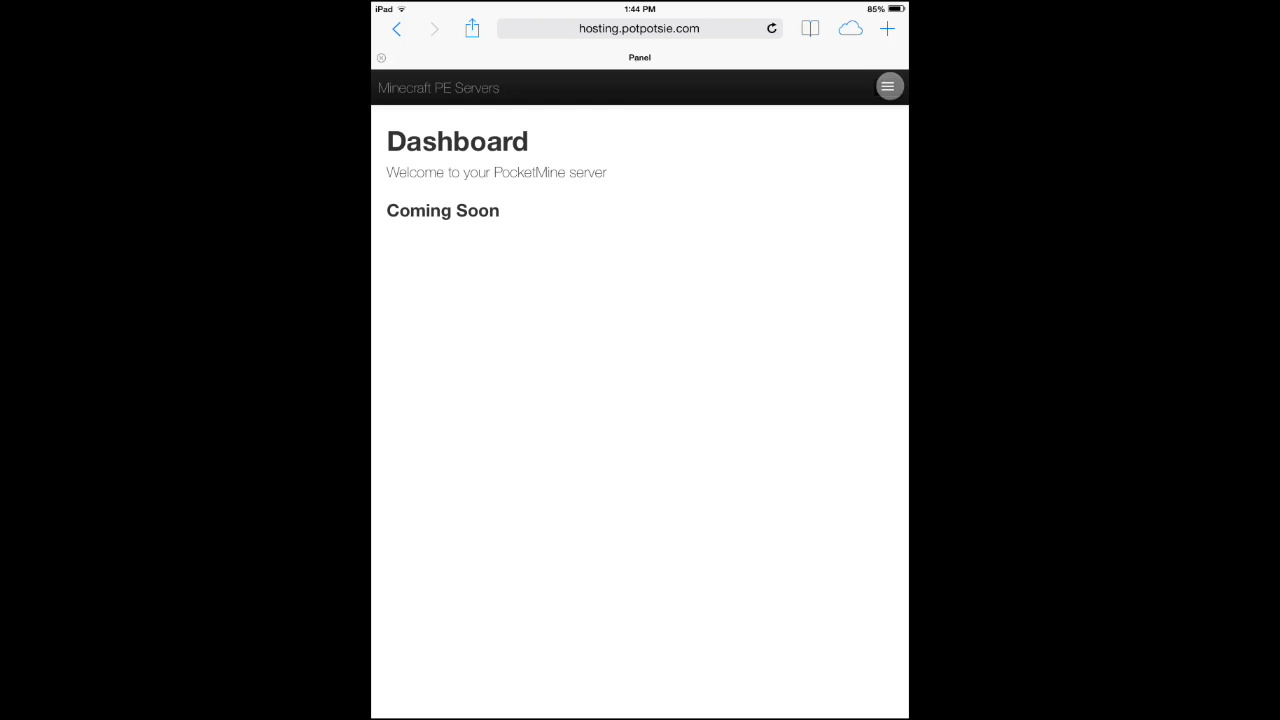 iPad 1:44 PM 85%
hosting.potpotsie.com
Panel
Minecraft PE Servers
Dashboard
Welcome to your PocketMine server
Coming Soon